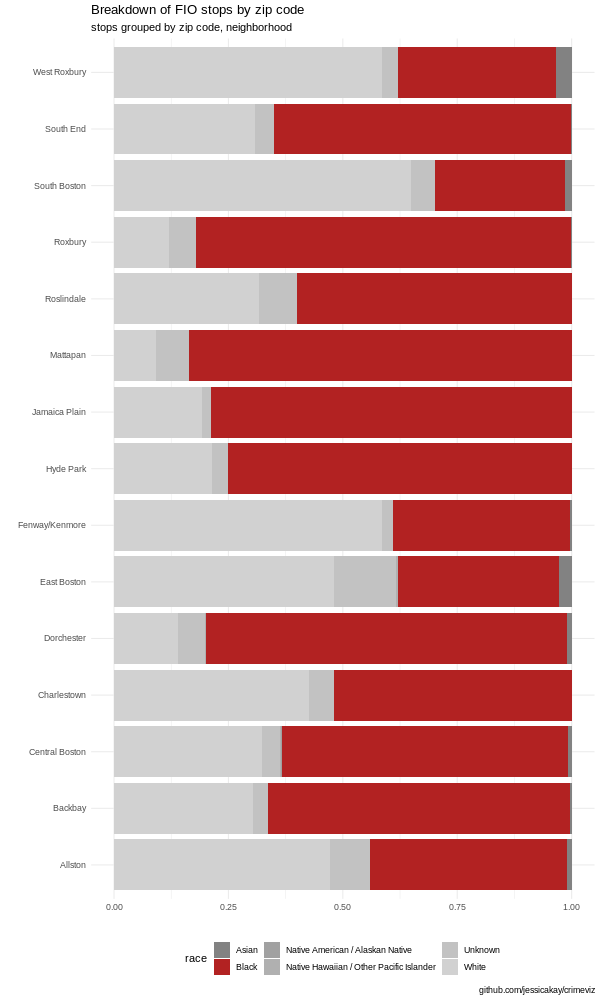 Breakdown of FIO stops by zip code
stops grouped by zip code, neighborhood
West Roxbury
South End
South Boston
Roxbury
Roslindale
Mattapan
Jamaica Plain
Hyde Park
Fenway/Kenmore
East Boston
Dorchester
Charlestown
Central Boston
Backbay
Allston
0.00 0.25 0.50 0.75 1.00
race
Asian Native American / Alaskan Native Unknown
Black Native Hawaiian / Other Pacific Islander White
github.com/jessicakay/crimeviz